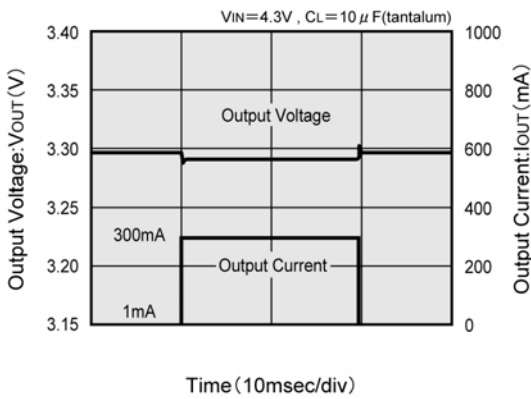 VIN=4.3V , CL=10μF(tantalum)
Output Voltage:VOUT(V)
3.40
3.35
3.30
3.25
3.20
3.15
Output Voltage
300mA
Output Current
1mA
1000
800
600
400
200
0
Output Current:IOUT(mA)
Time(10msec/div)